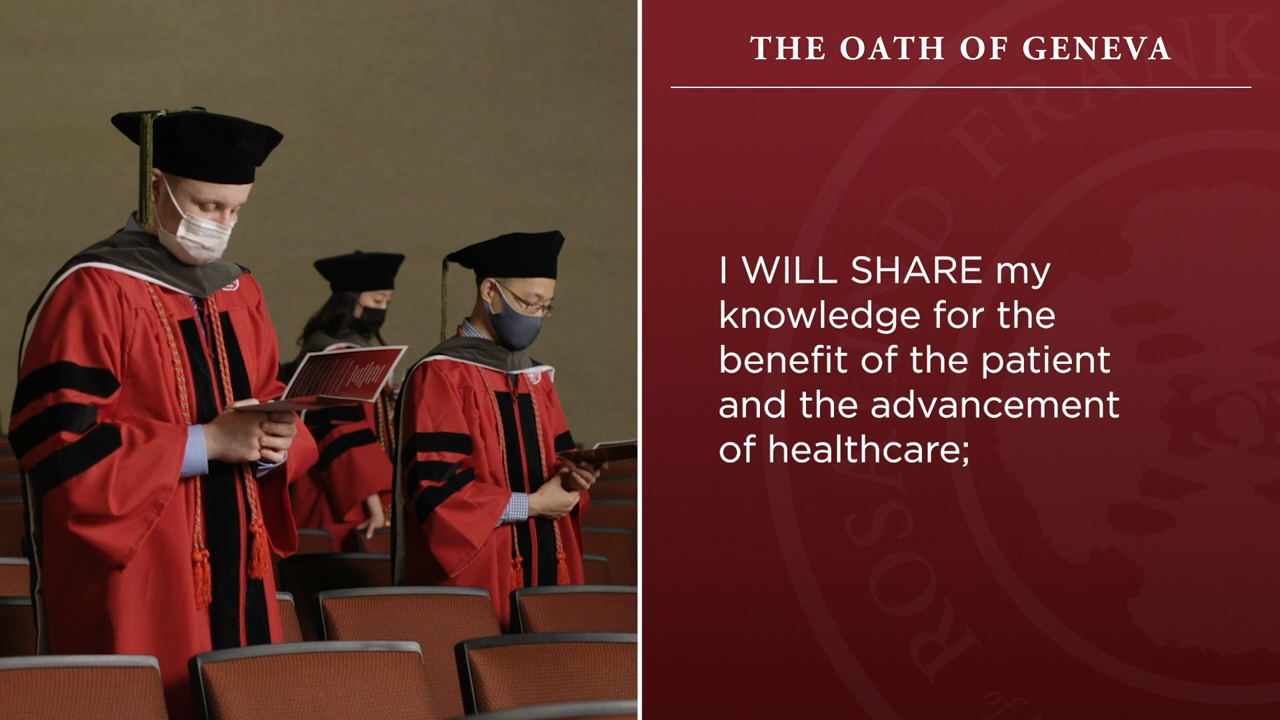 THE OATH OF GENEVA
I WILL SHARE my
knowledge for the
benefit of the patient
and the advancement
of healthcare;